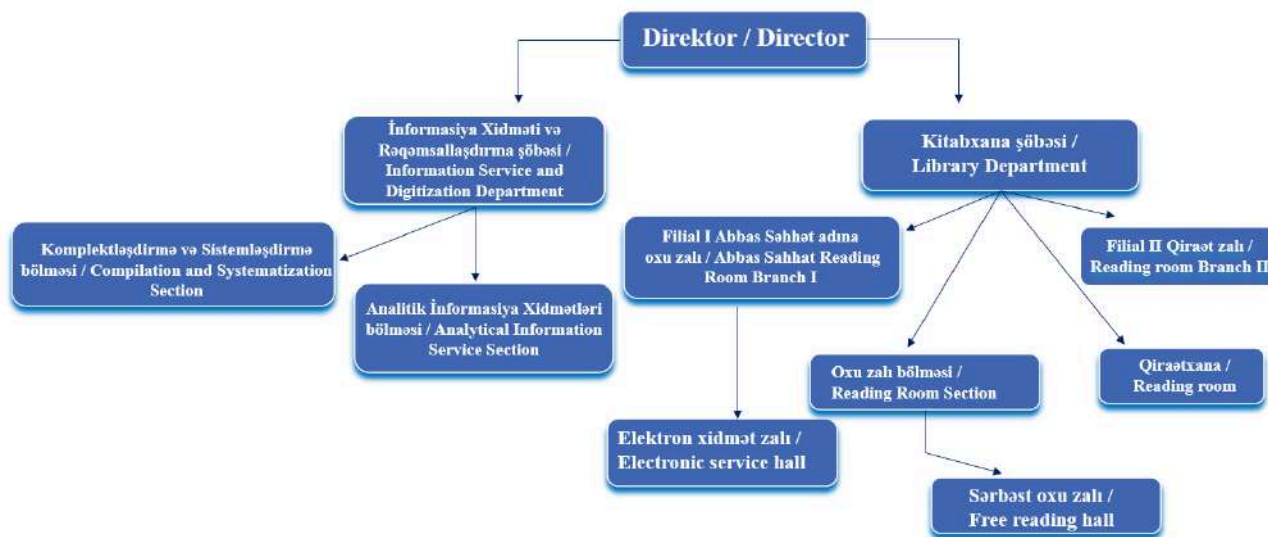 Direktor / Director
İnformasiya Xidməti və
Rəqəmsallaşdırma şöbəsi /
Information Service and
Digitization Department
Kitabxana şöbəsi /
Library Department
Komplektləşdirmə və Sistemləşdirmə
bölməsi / Compilation and Systematization
Section
Analitik İnformasiya Xidmətləri
bölməsi / Analytical Information
Service Section
Filial I Abbas Səhhət adına
oxu zalı / Abbas Sahhat Reading
Room Branch I
Filial II Qiraət zalı /
Reading room Branch II
Oxu zalı bölməsi /
Reading Room Section
Qiraətxana /
Reading room
Elektron xidmət zalı /
Electronic service hall
Sərbəst oxu zalı /
Free reading hall